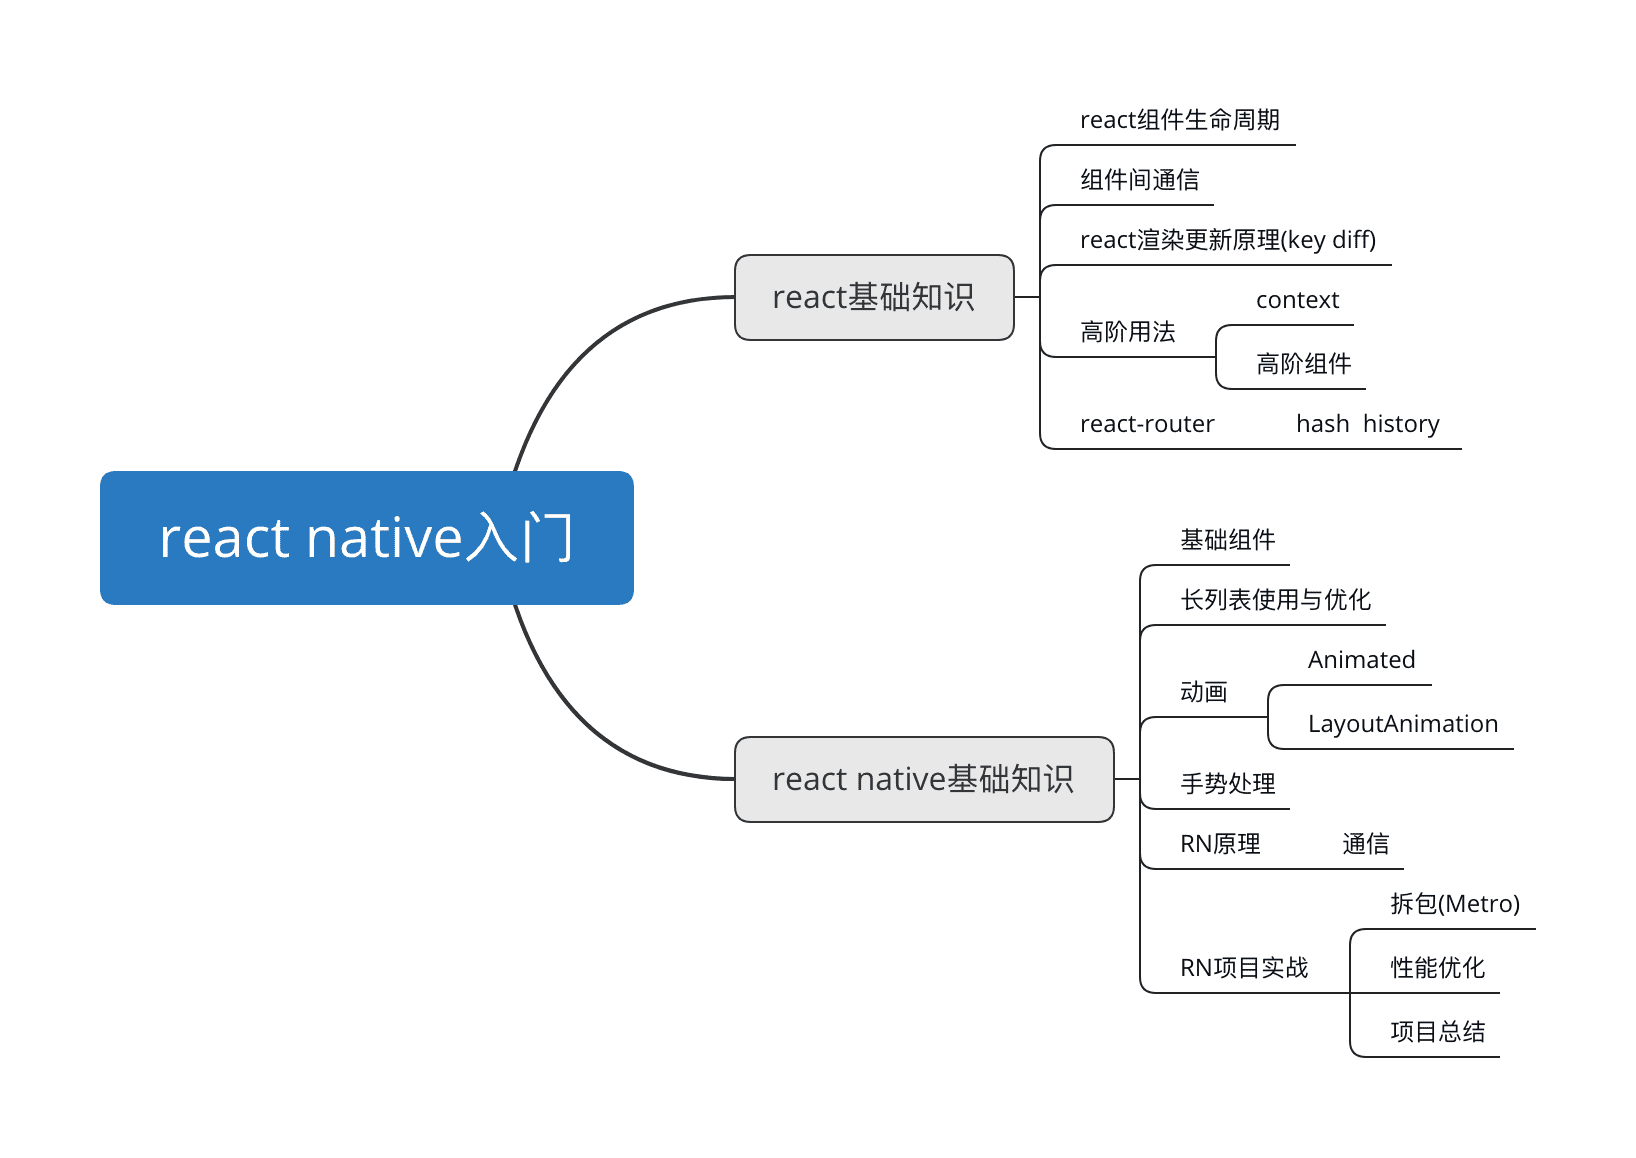 react native入门
react基础知识
react组件生命周期
组件间通信
react渲染更新原理(key diff)
高阶用法
context
高阶组件
react-router
hash  history
react native基础知识
基础组件
长列表使用与优化
动画
Animated
LayoutAnimation
手势处理
RN原理
通信
RN项目实战
拆包(Metro)
性能优化
项目总结